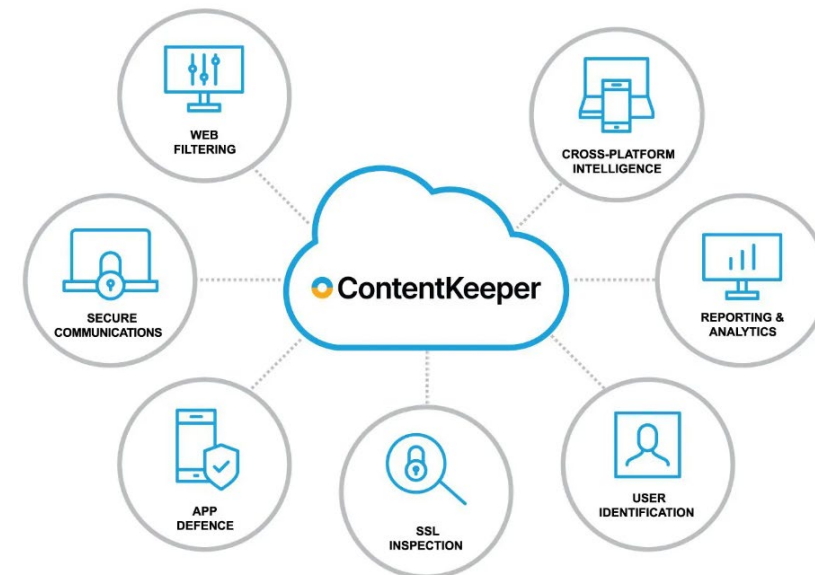 WEB
FILTERING
CROSS-PLATFORM
INTELLIGENCE
SECURE
COMMUNICATIONS
ContentKeeper
REPORTING &
ANALYTICS
APP
DEFENCE
SSL
INSPECTION
USER
IDENTIFICATION